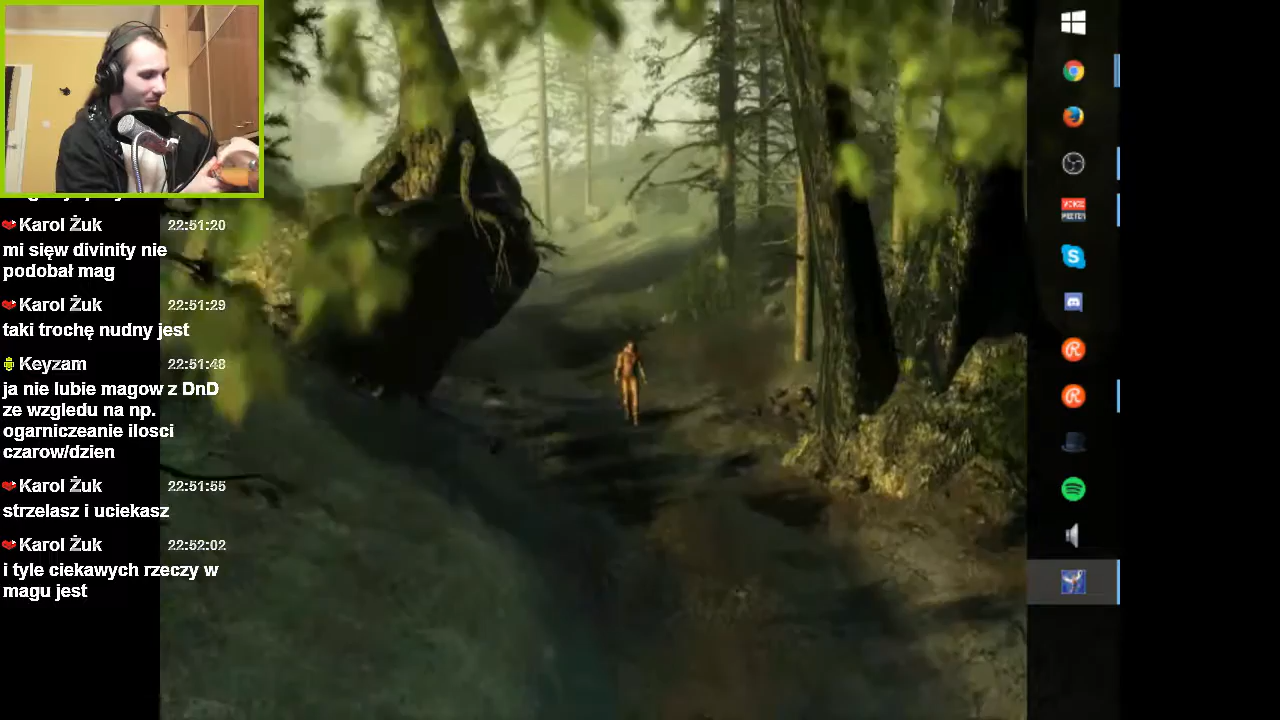 Karol Żuk 22:51:20
mi sięw divinity nie
podobał mag
Karol Żuk 22:51:29
taki trochę nudny jest
Keyzam 22:51:48
ja nie lubie magow z DnD
ze wzgledu na np.
ogarniczeanie ilosci
czarow/dzien
Karol Żuk 22:51:55
strzelasz i uciekasz
Karol Żuk 22:52:02
i tyle ciekawych rzeczy w
magu jest
VOICE
MEETER